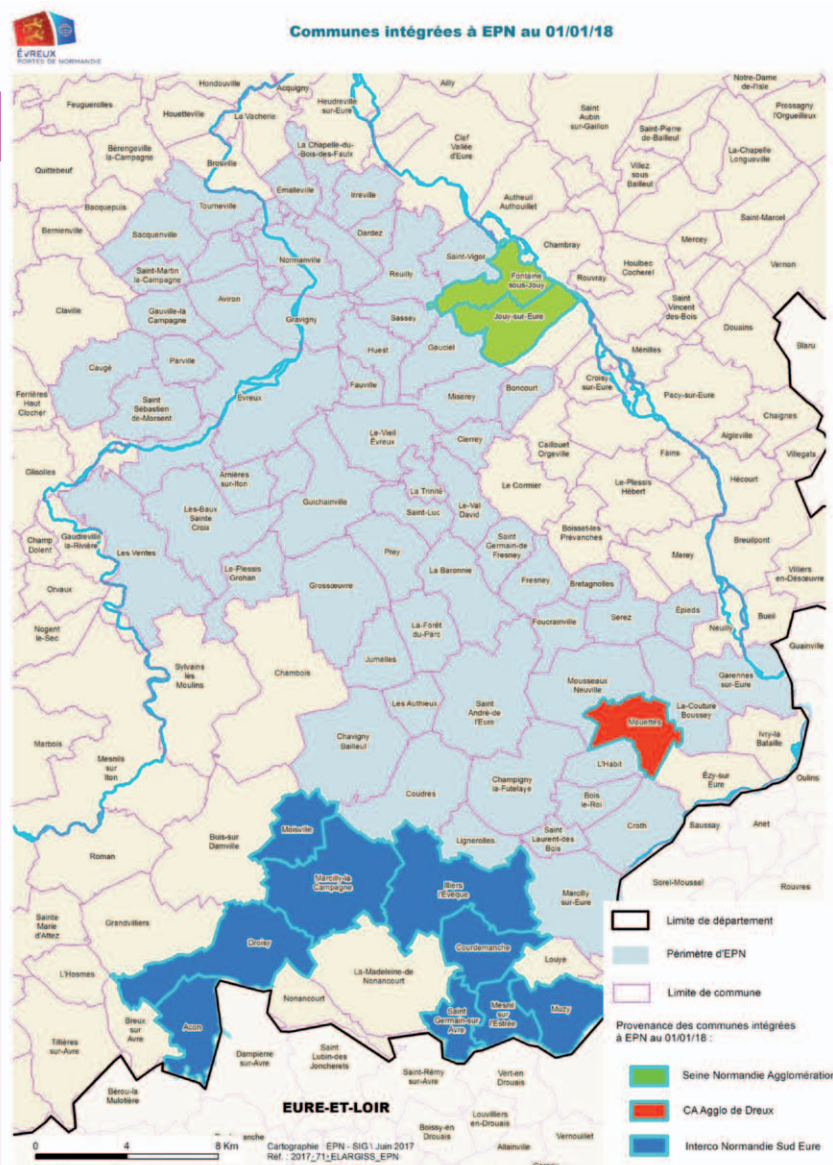 ÉVREUX
PORTES DE NORMANDIE
Communes intégrées à EPN au 01/01/18
Feuguerolles
Hondouville
Acquigny
Heudreville
sur-Eure
Ailly
Notre-Dame
de-l'Isle
Houetteville
La Vacherie
Saint
Aubin
sur-Gaillon
Pressagny
l'Orgueilleux
Bérengeville
la-Campagne
La Chapelle-du-
-Bois-des-Faulx
Clef
Vallée
d'Eure
Saint-Pierre
de-Bailleul
La-Chapelle
Longueville
Quittebeuf
Brosville
Villez
sous
Bailleul
Emalleville
Irreville
Autheuil
Authouillet
Bacquepuis
Tourneville
Saint-Marcel
Bernienville
Sacquenville
Dardez
Chambray
Mercey
Normanville
Saint-Vigor
Houlbec
Cocherel
Vernon
Saint-Martin
la-Campagne
Reuilly
Fontaine
sous-Jouy
Rouvray
Claville
Aviron
Saint
Vincent
des-Bois
Gauville-la
Campagne
Gravigny
Sassey
Jouy-sur-Eure
Douains
Parville
Huest
Gauciel
Ménilles
Blaru
Caugé
Fauville
Croisy
sur-Eure
Pacy-sur-Eure
Ferrières
Haut
Clocher
Saint
Sébastien
de-Morsent
Évreux
Miserey
Boncourt
Chaignes
Le-Vieil
Évreux
Cierrey
Aigleville
Caillouet
Orgeville
Fains
Villegats
Glisolles
Arnières
sur-Iton
La Trinité
Le Cormier
Le-Plessis
Hébert
Hécourt
Les-Baux
Sainte
Croix
Guichainville
Saint-Luc
Le-Val
David
Champ
Dolent
Gaudreville
la-Rivière
Les Ventes
Boisset-les
Prévanches
Breuilpont
Prey
Saint
Germain-de
Fresney
Merey
Le-Plessis
Grohan
La Baronnie
Villiers
en-Désœuvre
Orvaux
Grossœuvre
Fresney
Bretagnolles
Nogent
le-Sec
Foucrainville
Serez
Épieds
Bueil
La-Forêt
du-Parc
Neuilly
Guainville
Sylvains
les
Moulins
Jumelles
Chambois
Mousseaux
Neuville
Garennes
sur-Eure
Les Authieux
Saint
André-de
l'Eure
La-Couture
Boussey
Marbois
Chavigny
Bailleul
Mouettes
Ivry-la
Bataille
Mesnils
sur
Iton
L'Habit
Ézy-sur
Eure
Oulins
Coudres
Champigny
la-Futelaye
Bois
le-Roi
Moisville
Croth
Saussay
Anet
Buis-sur
Damville
Lignerolles
Saint
Laurent-des
Bois
Roman
Marcilly-la
Campagne
Illiers
l'Évêque
Marcilly
sur-Eure
Sorel-Moussel
Rouvres
Sainte
Marie
d'Attez
Grandvilliers
Droisy
Courdemanche
Louye
L'Hosmes
La-Madeleine-de
Nonancourt
Nonancourt
Breux
sur
Avre
Acon
Saint
Germain-sur
Avre
Mesnil
sur
l'Estrée
Muzy
Tillières
sur-Avre
Dampierre
sur-Avre
Saint
Lubin-des
Joncherets
Saint-Rémy
sur-Avre
Vert-en
Drouais
Bérou-la
Mulotière
Louvilliers
en-Drouais
Boissy-en
Drouais
Allainville
Vernouillet
EURE-ET-LOIR
Limite de département
Périmètre d'EPN
Limite de commune
Provenance des communes intégrées
à EPN au 01/01/18 :
Seine Normandie Agglomération
CA Agglo de Dreux
Interco Normandie Sud Eure
0 4 8 Km
Cartographie : EPN - SIG \ Juin 2017
Réf. : 2017_71_ELARGISS_EPN